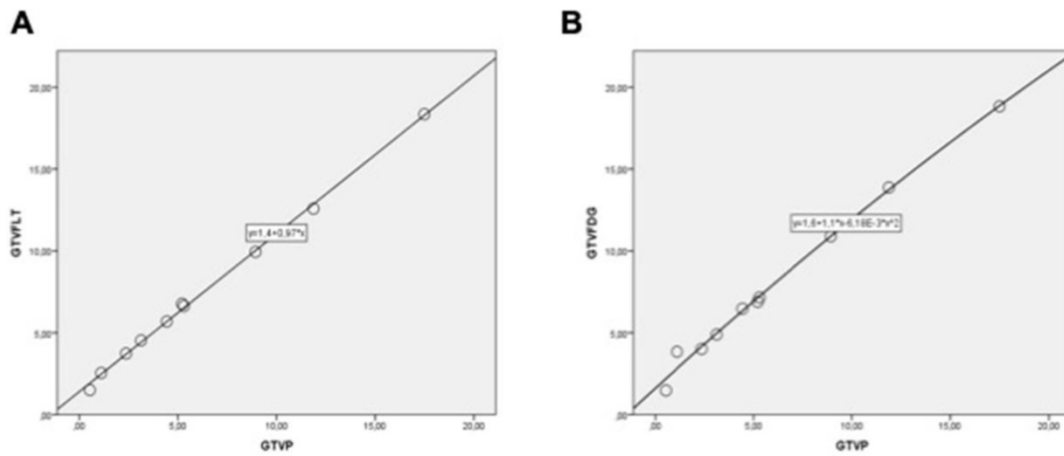 A
20,00
15,00
10,00
5,00
,00
GTVFLT
y=1,4+0,97*x
,00 5,00 10,00 15,00 20,00
GTVP
B
20,00
15,00
10,00
5,00
,00
GTVFDG
y=1,6+1,1*x-6,18E-3*x^2
,00 5,00 10,00 15,00 20,00
GTVP